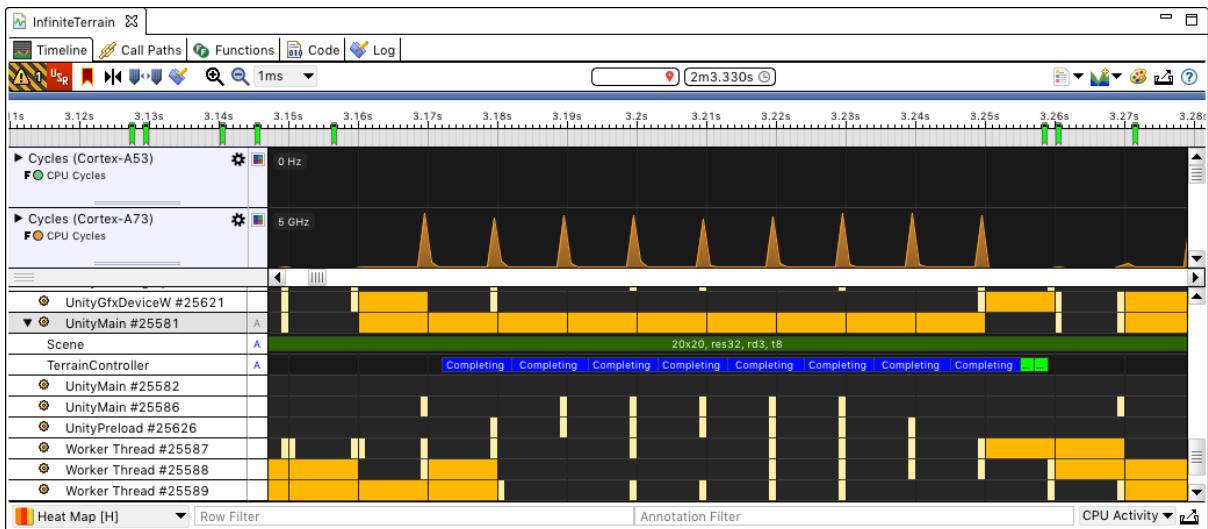 InfiniteTerrain
Timeline Call Paths Functions Code Log
1 USR 1ms 2m3.330s
1s 3.12s 3.13s 3.14s 3.15s 3.16s 3.17s 3.18s 3.19s 3.2s 3.21s 3.22s 3.23s 3.24s 3.25s 3.26s 3.27s 3.28s
Cycles (Cortex-A53) 0 Hz
F CPU Cycles
Cycles (Cortex-A73) 5 GHz
F CPU Cycles
UnityGfxDeviceW #25621
UnityMain #25581 A
Scene A 20x20, res32, rd3, t8
TerrainController A Completing Completing Completing Completing Completing Completing Completing Completing ... ...
UnityMain #25582
UnityMain #25586
UnityPreload #25626
Worker Thread #25587
Worker Thread #25588
Worker Thread #25589
Heat Map [H] Row Filter Annotation Filter CPU Activity